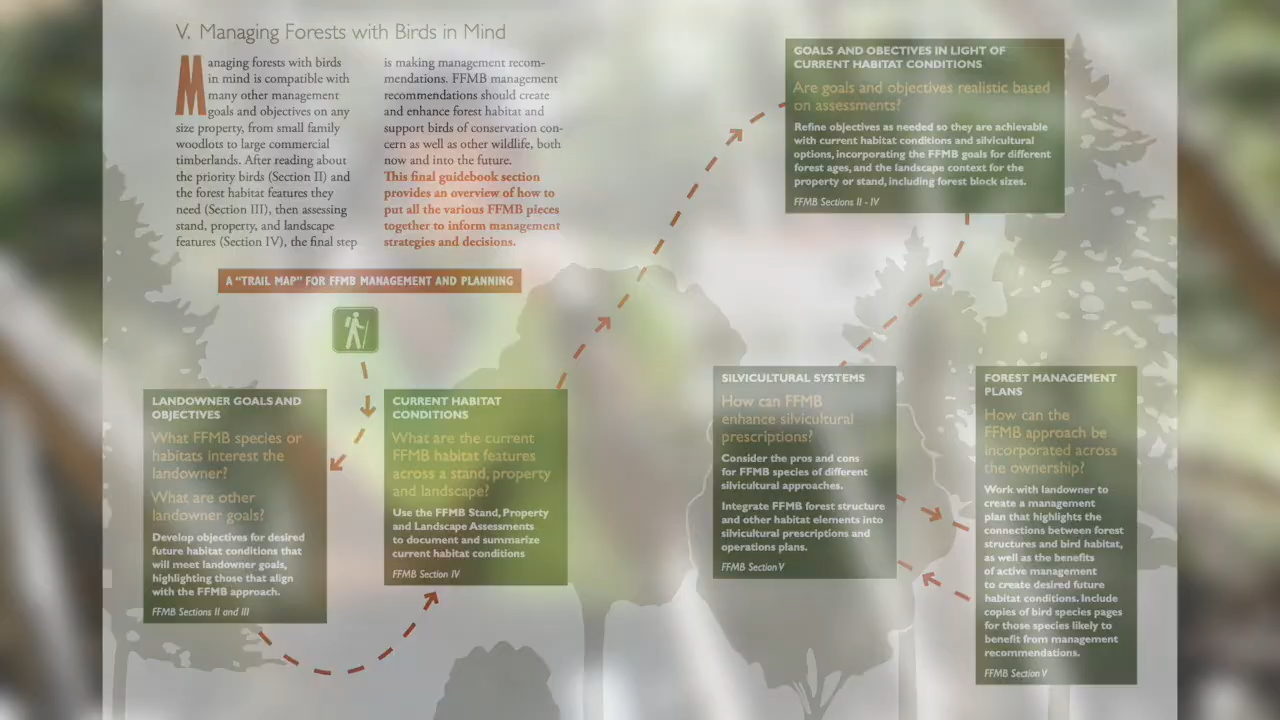 V. Managing Forests with Birds in Mind
Managing forests with birds
in mind is compatible with
many other management
goals and objectives on any
size property, from small family
woodlots to large commercial
timberlands. After reading about
the priority birds (Section II) and
the forest habitat features they
need (Section III), then assessing
stand, property, and landscape
features (Section IV), the final step
is making management recom-
mendations. FFMB management
recommendations should create
and enhance forest habitat and
support birds of conservation con-
cern as well as other wildlife, both
now and into the future.
This final guidebook section
provides an overview of how to
put all the various FFMB pieces
together to inform management
strategies and decisions.
A "TRAIL MAP" FOR FFMB MANAGEMENT AND PLANNING
LANDOWNER GOALS AND
OBJECTIVES
What FFMB species or
habitats interest the
landowner?
What are other
landowner goals?
Develop objectives for desired
future habitat conditions that
will meet landowner goals,
highlighting those that align
with the FFMB approach.
FFMB Sections II and III
CURRENT HABITAT
CONDITIONS
What are the current
FFMB habitat features
across a stand, property
and landscape?
Use the FFMB Stand, Property
and Landscape Assessments
to document and summarize
current habitat conditions
FFMB Section IV
GOALS AND OBECTIVES IN LIGHT OF
CURRENT HABITAT CONDITIONS
Are goals and objectives realistic based
on assessments?
Refine objectives as needed so they are achievable
with current habitat conditions and silvicultural
options, incorporating the FFMB goals for different
forest ages, and the landscape context for the
property or stand, including forest block sizes.
FFMB Sections II - IV
SILVICULTURAL SYSTEMS
How can FFMB
enhance silvicultural
prescriptions?
Consider the pros and cons
for FFMB species of different
silvicultural approaches.
Integrate FFMB forest structure
and other habitat elements into
silvicultural prescriptions and
operations plans.
FFMB Section V
FOREST MANAGEMENT
PLANS
How can the
FFMB approach be
incorporated across
the ownership?
Work with landowner to
create a management
plan that highlights the
connections between forest
structures and bird habitat,
as well as the benefits
of active management
to create desired future
habitat conditions. Include
copies of bird species pages
for those species likely to
benefit from management
recommendations.
FFMB Section V